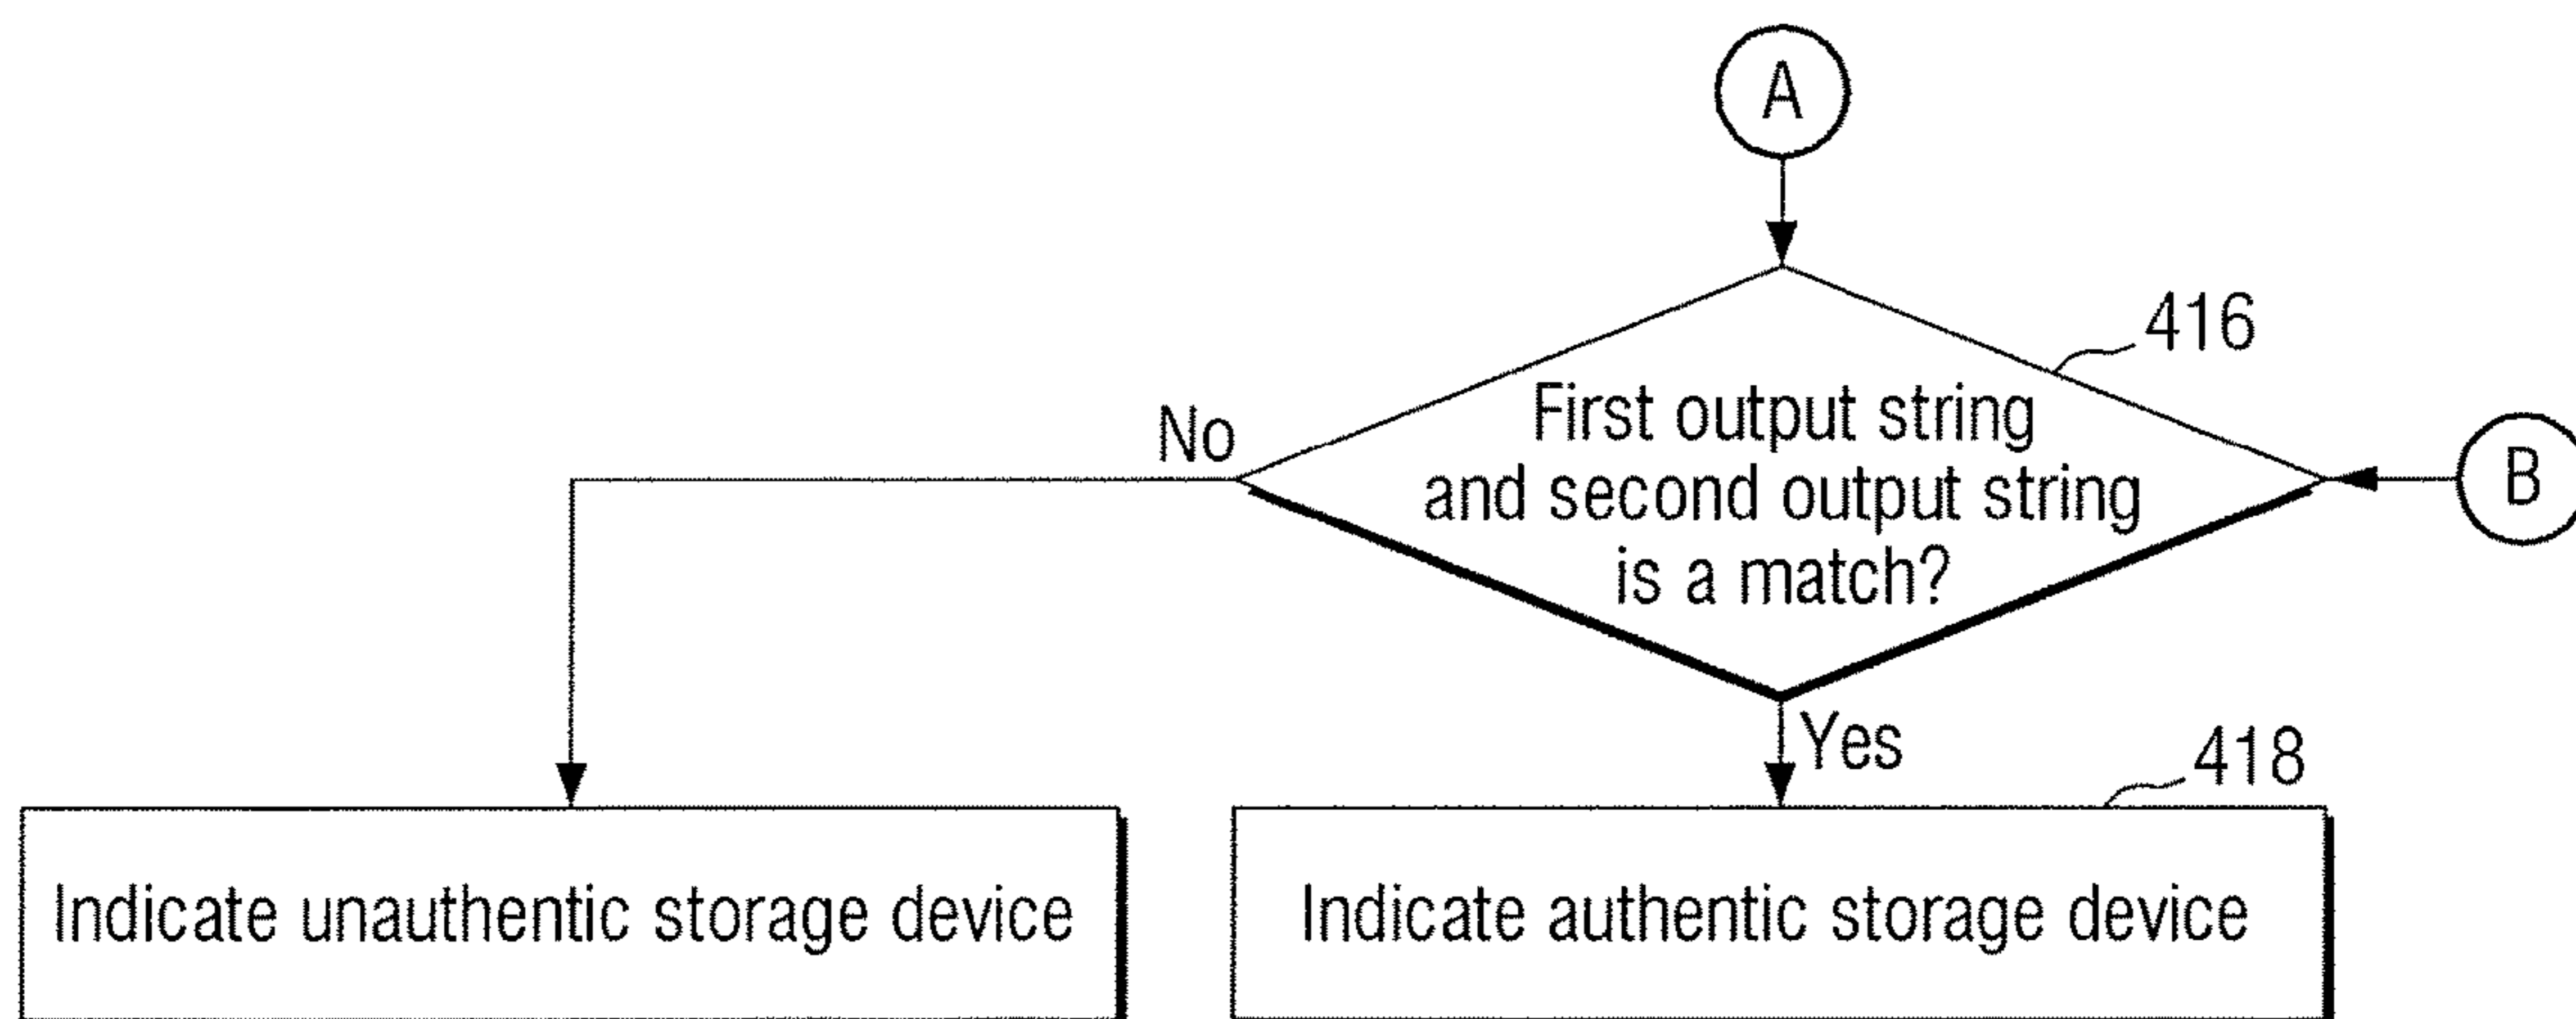 A
416
No
First output string
and second output string
is a match?
B
Yes
418
Indicate unauthentic storage device
Indicate authentic storage device